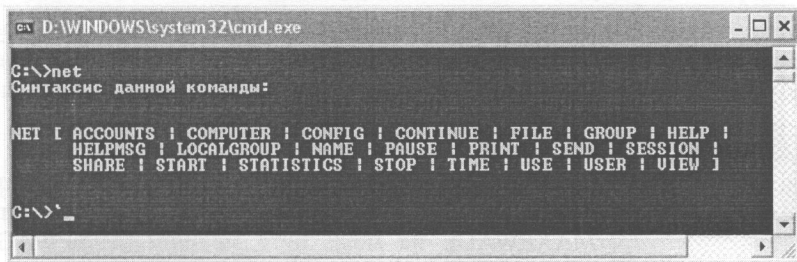 D:\WINDOWS\system32\cmd.exe
C:\>net
Синтаксис данной команды:
NET [ ACCOUNTS | COMPUTER | CONFIG | CONTINUE | FILE | GROUP | HELP |
HELPMSG | LOCALGROUP | NAME | PAUSE | PRINT | SEND | SESSION |
SHARE | START | STATISTICS | STOP | TIME | USE | USER | VIEW ]
C:\>`_